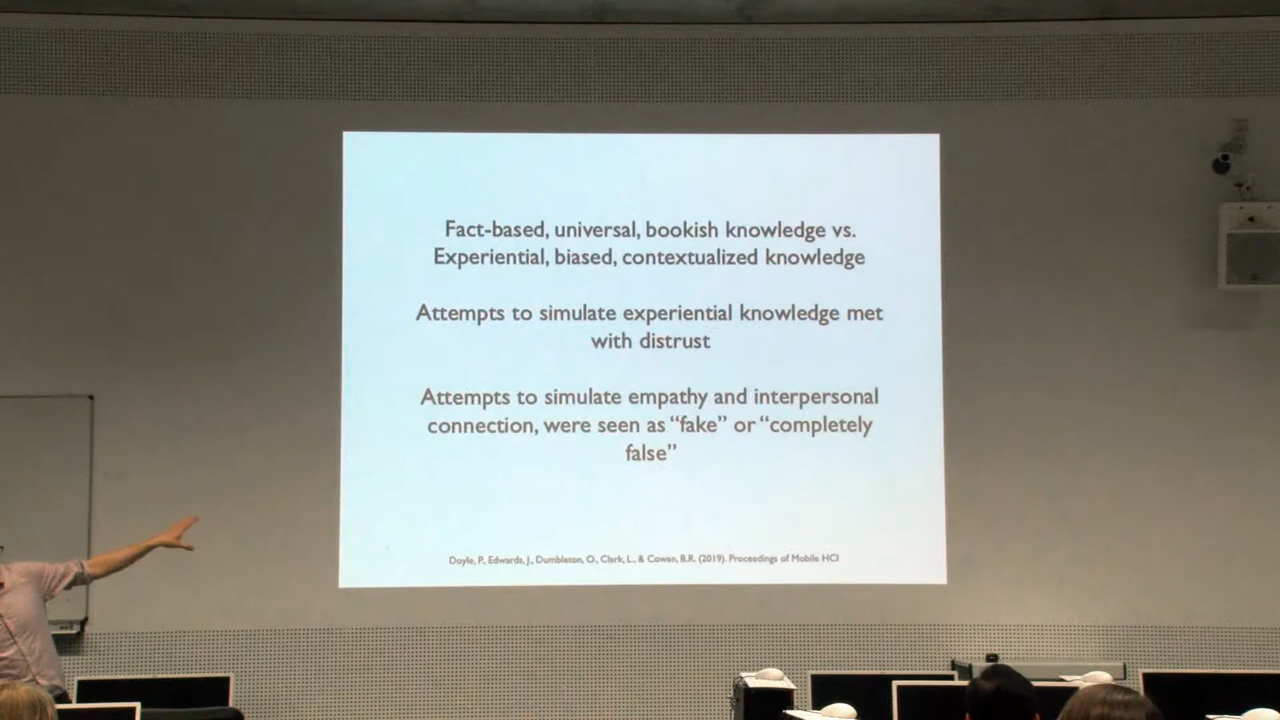 Fact-based, universal, bookish knowledge vs.
Experiential, biased, contextualized knowledge
Attempts to simulate experiential knowledge met
with distrust
Attempts to simulate empathy and interpersonal
connection, were seen as “fake” or “completely
false”
Doyle, P., Edwards, J., Dumbleton, O., Clark, L., & Cowan, B.R. (2019). Proceedings of Mobile HCI